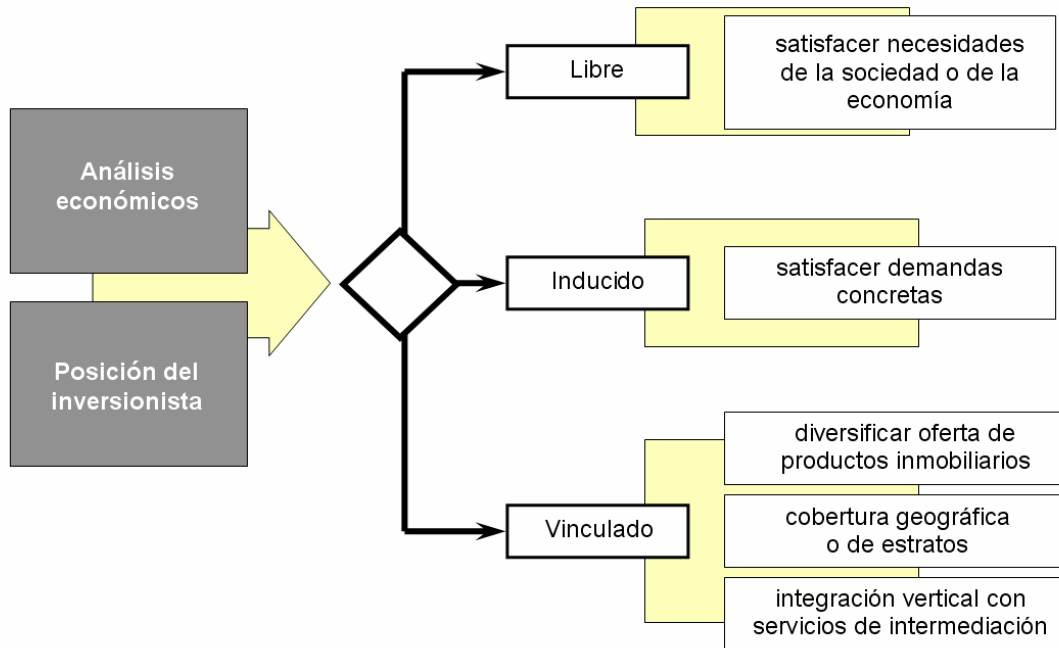 Análisis
económicos
Posición del
inversionista
Libre
satisfacer necesidades
de la sociedad o de la
economía
Inducido
satisfacer demandas
concretas
Vinculado
diversificar oferta de
productos inmobiliarios
cobertura geográfica
o de estratos
integración vertical con
servicios de intermediación